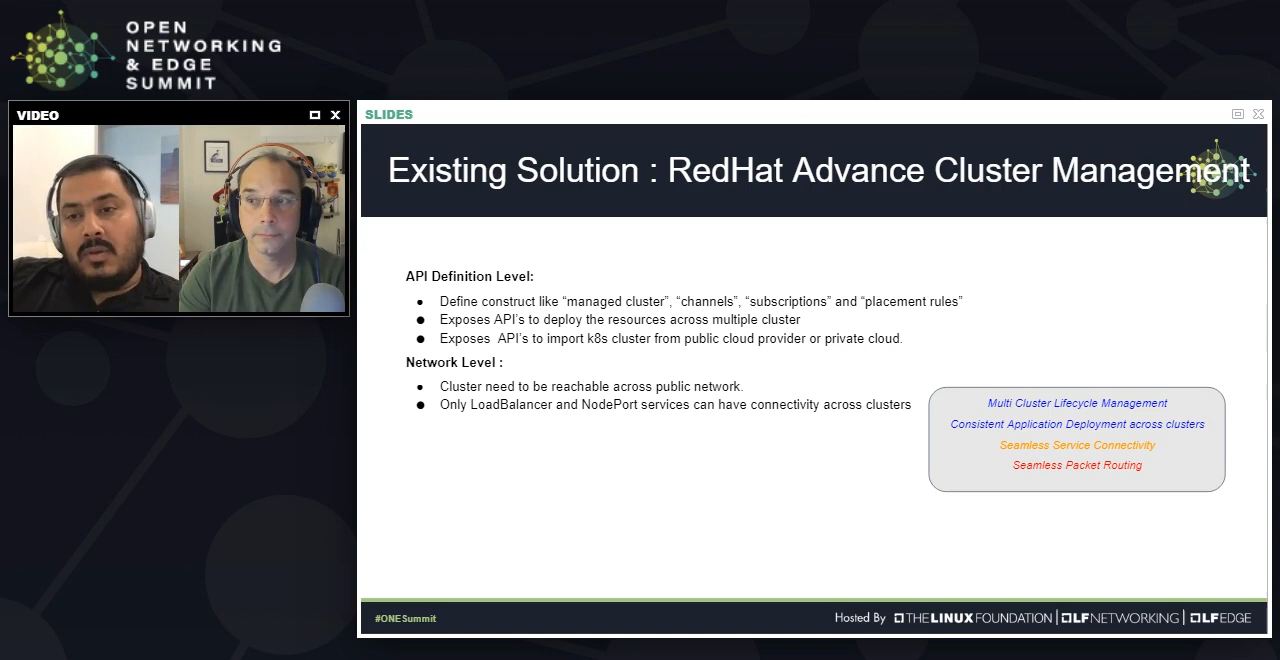 OPEN
NETWORKING
& EDGE
SUMMIT
VIDEO
SLIDES
Existing Solution : RedHat Advance Cluster Management
API Definition Level:
● Define construct like “managed cluster”, “channels”, “subscriptions” and “placement rules”
● Exposes API’s to deploy the resources across multiple cluster
● Exposes API’s to import k8s cluster from public cloud provider or private cloud.
Network Level :
● Cluster need to be reachable across public network.
● Only LoadBalancer and NodePort services can have connectivity across clusters
Multi Cluster Lifecycle Management
Consistent Application Deployment across clusters
Seamless Service Connectivity
Seamless Packet Routing
#ONESummit
Hosted By THE LINUX FOUNDATION | LF NETWORKING | LF EDGE